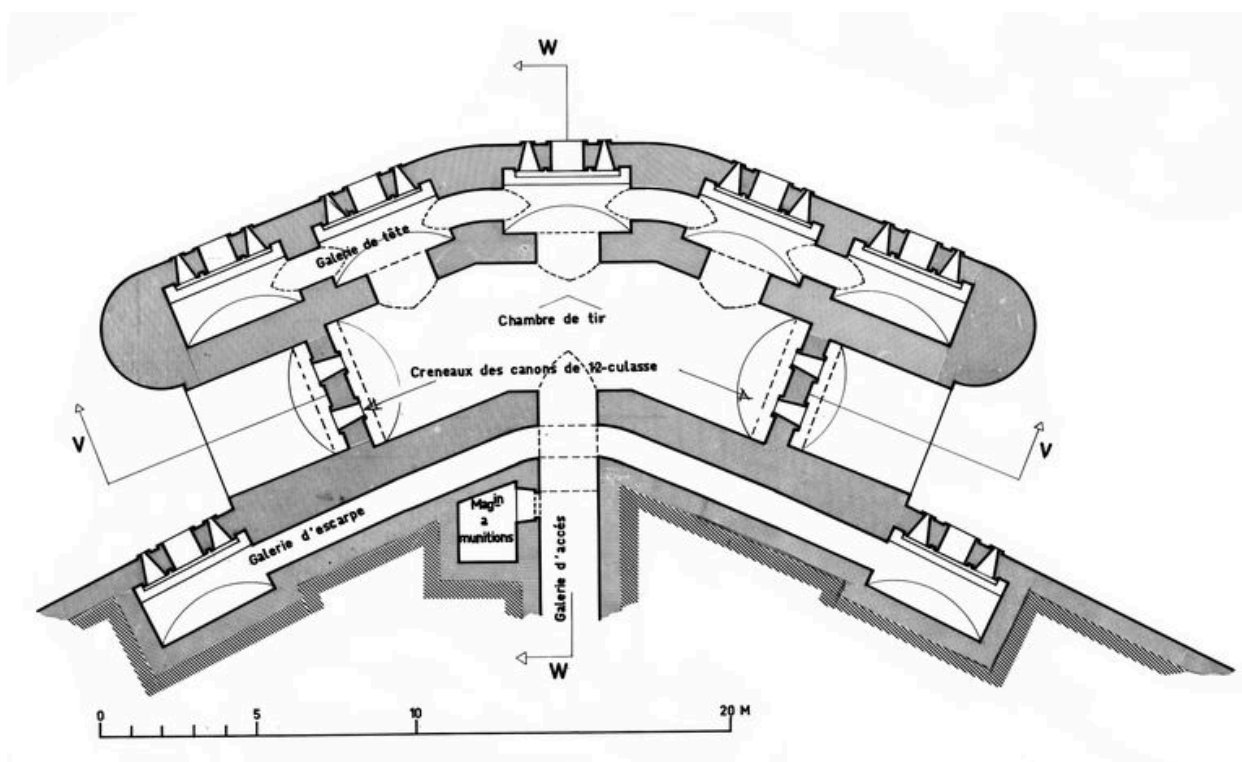 W
Galerie de tête
Chambre de tir
Creneaux des canons de 12-culasse
V
V
Magin
a
munitions
Galerie d'escarpe
Galerie d'accés
W
0
5
10
20 M